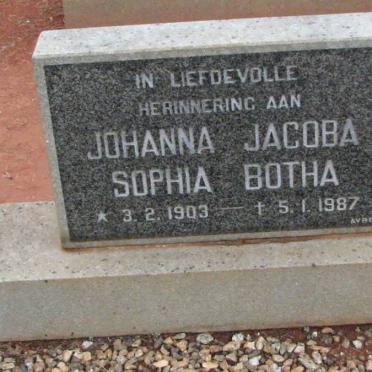 IN LIEFDEVOLLE
HERINNERING AAN
JOHANNA JACOBA
SOPHIA BOTHA
* 3.2.1903 — † 5.1.1987